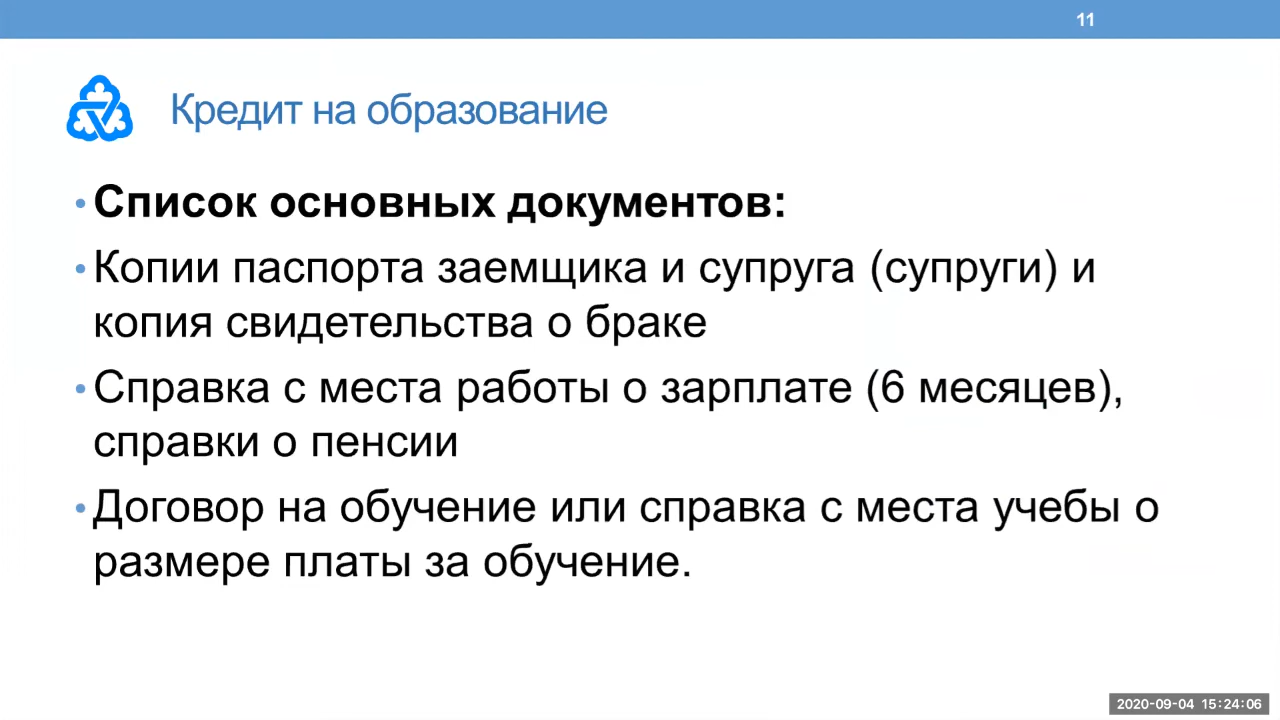 11
Кредит на образование
• Список основных документов:
• Копии паспорта заемщика и супруга (супруги) и
копия свидетельства о браке
• Справка с места работы о зарплате (6 месяцев),
справки о пенсии
• Договор на обучение или справка с места учебы о
размере платы за обучение.
2020-09-04 15:24:06